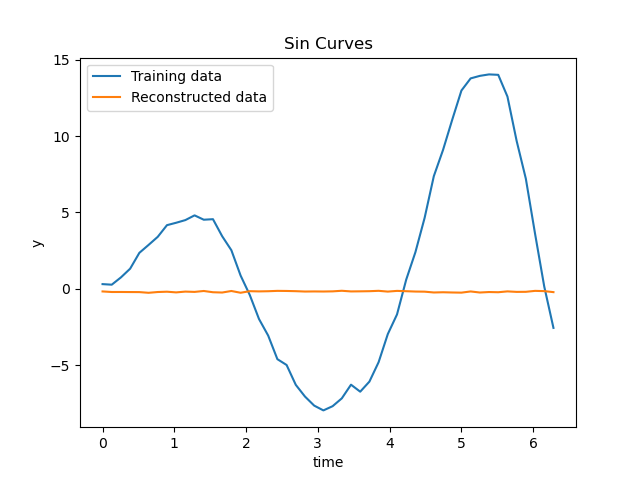 Sin Curves
Training data
Reconstructed data
15
10
5
0
−5
y
0 1 2 3 4 5 6
time